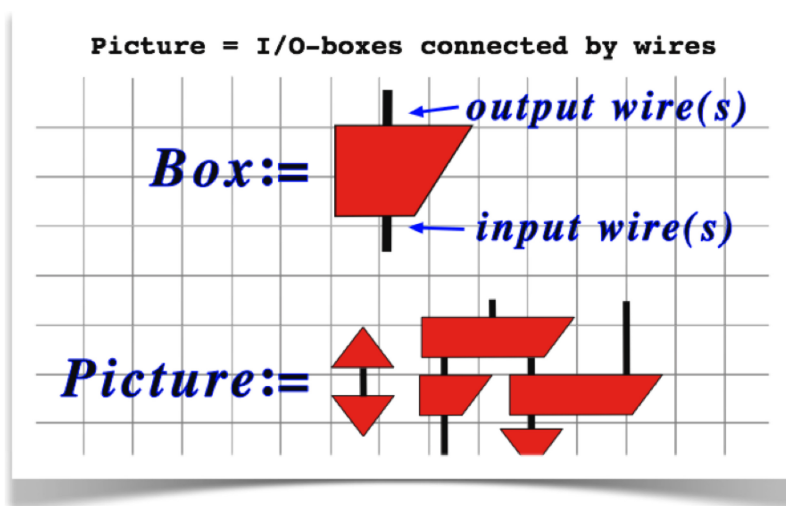 Picture = I/O-boxes connected by wires
output wire(s)
Box:=
input wire(s)
Picture:=